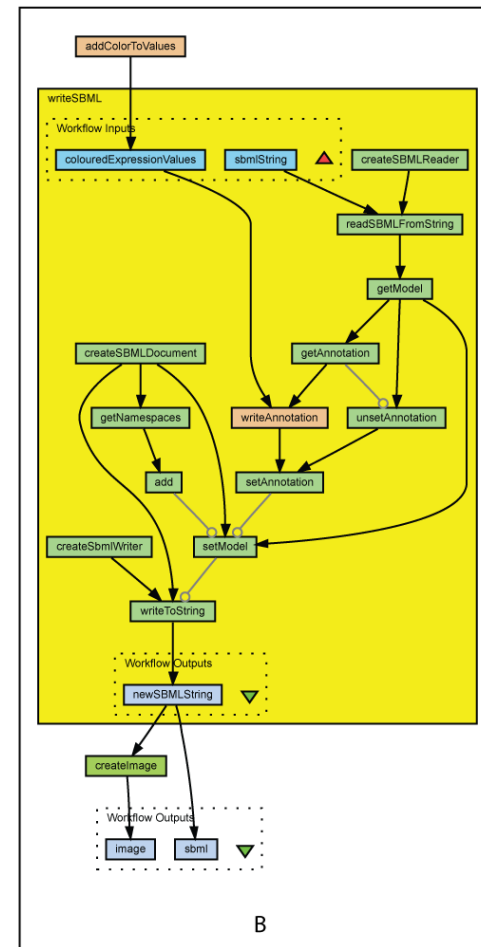 addColorToValues
writeSBML
Workflow Inputs
colouredExpressionValues
sbmlString
createSBMLReader
readSBMLFromString
getModel
createSBMLDocument
getAnnotation
getNamespaces
writeAnnotation
unsetAnnotation
add
setAnnotation
createSbmlWriter
setModel
writeToString
Workflow Outputs
newSBMLString
createImage
Workflow Outputs
image
sbml
B